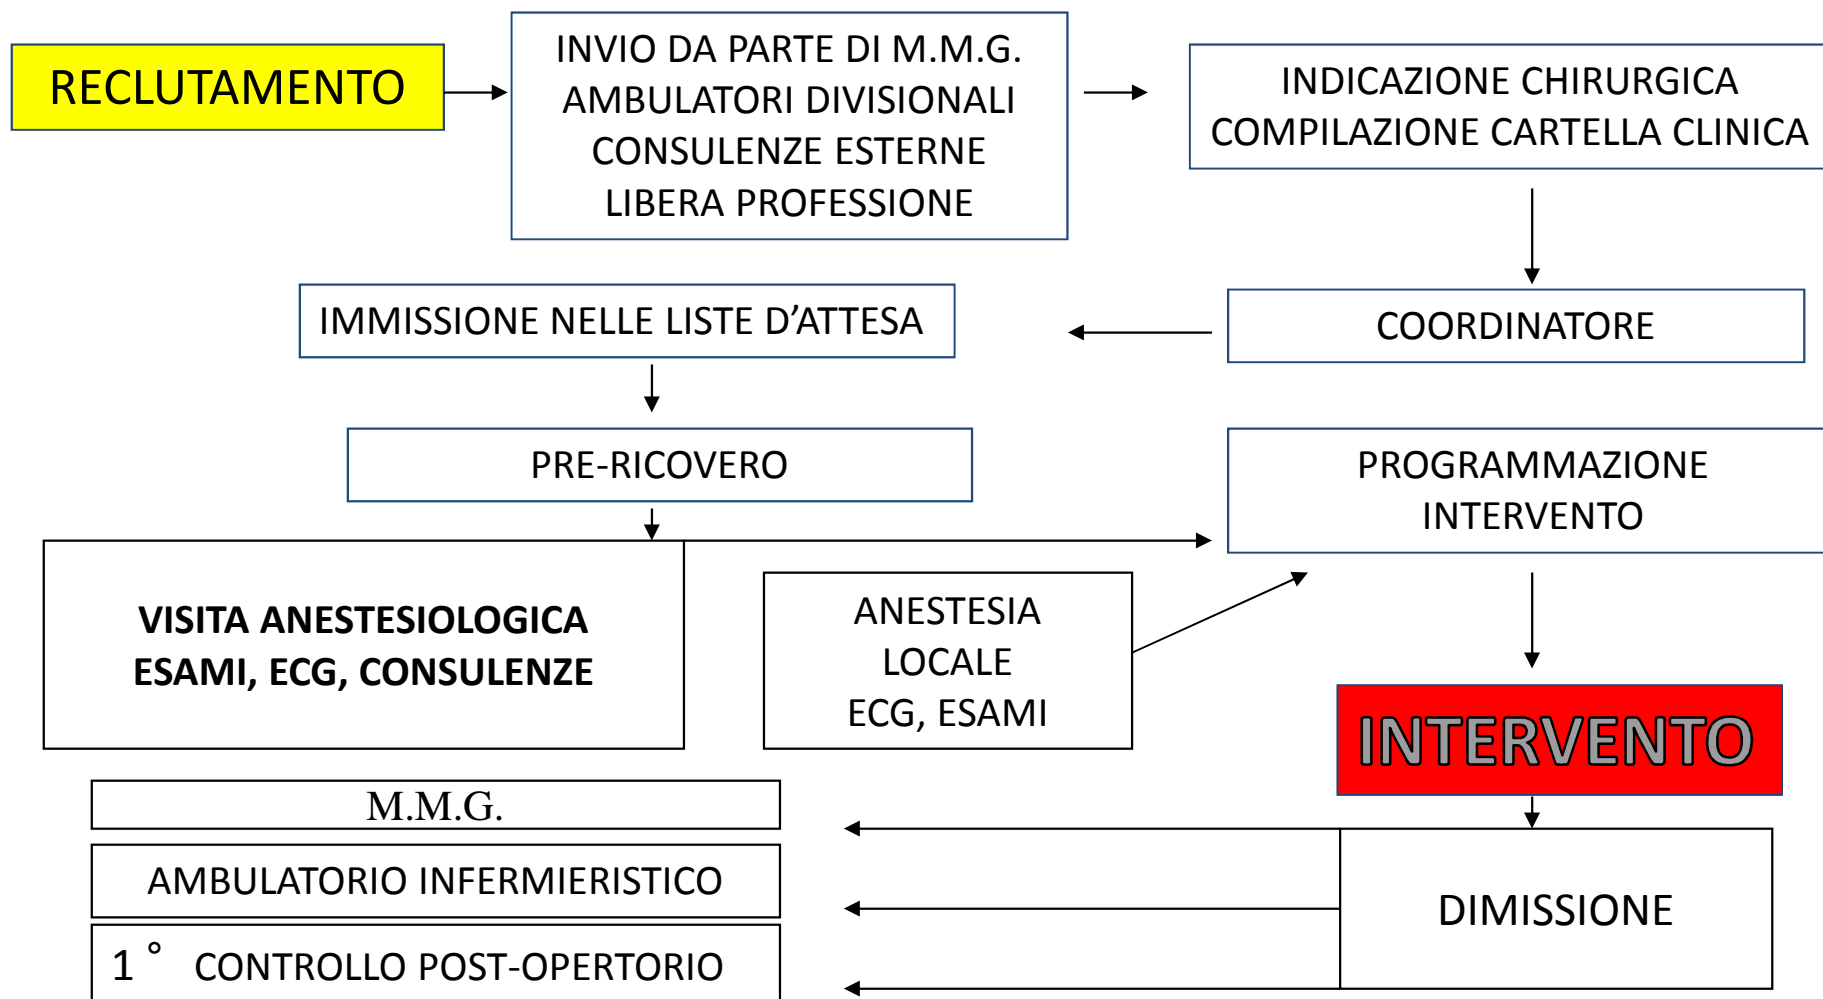 RECLUTAMENTO
INVIO DA PARTE DI M.M.G.
AMBULATORI DIVISIONALI
CONSULENZE ESTERNE
LIBERA PROFESSIONE
INDICAZIONE CHIRURGICA
COMPILAZIONE CARTELLA CLINICA
IMMISSIONE NELLE LISTE D’ATTESA
COORDINATORE
PRE-RICOVERO
PROGRAMMAZIONE
INTERVENTO
VISITA ANESTESIOLOGICA
ESAMI, ECG, CONSULENZE
ANESTESIA
LOCALE
ECG, ESAMI
INTERVENTO
M.M.G.
AMBULATORIO INFERMIERISTICO
1° CONTROLLO POST-OPERTORIO
DIMISSIONE